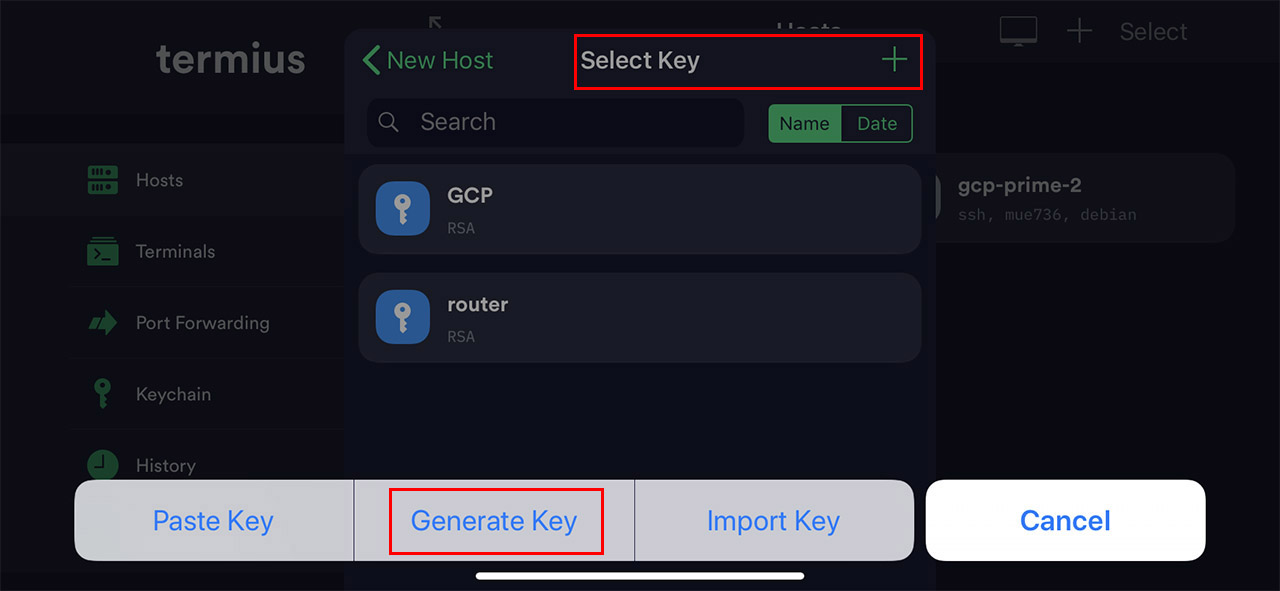 termius
Hosts
Select
New Host
Select Key
Search
Name
Date
Hosts
Terminals
Port Forwarding
Keychain
History
GCP
RSA
router
RSA
gcp-prime-2
ssh, mue736, debian
Paste Key
Generate Key
Import Key
Cancel